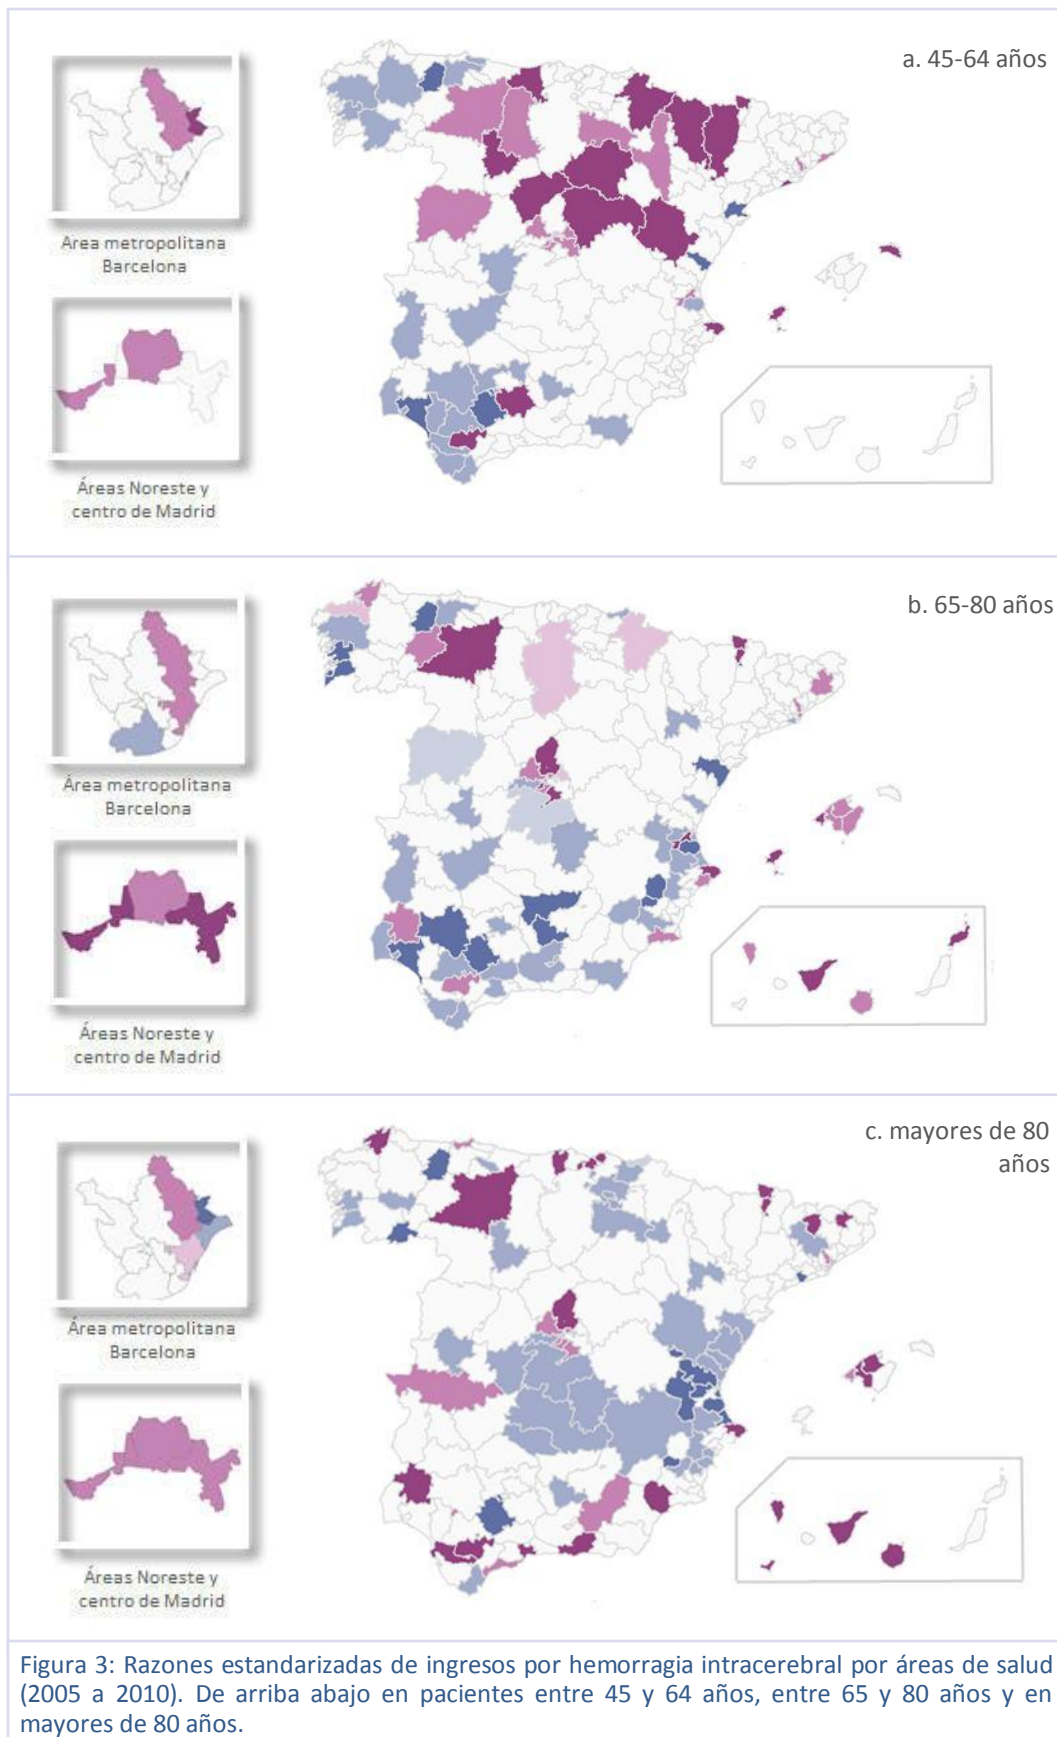 a. 45-64 años
Area metropolitana
Barcelona
Áreas Noreste y
centro de Madrid
b. 65-80 años
Área metropolitana
Barcelona
Áreas Noreste y
centro de Madrid
c. mayores de 80
años
Área metropolitana
Barcelona
Áreas Noreste y
centro de Madrid
Figura 3: Razones estandarizadas de ingresos por hemorragia intracerebral por áreas de salud
(2005 a 2010). De arriba abajo en pacientes entre 45 y 64 años, entre 65 y 80 años y en
mayores de 80 años.